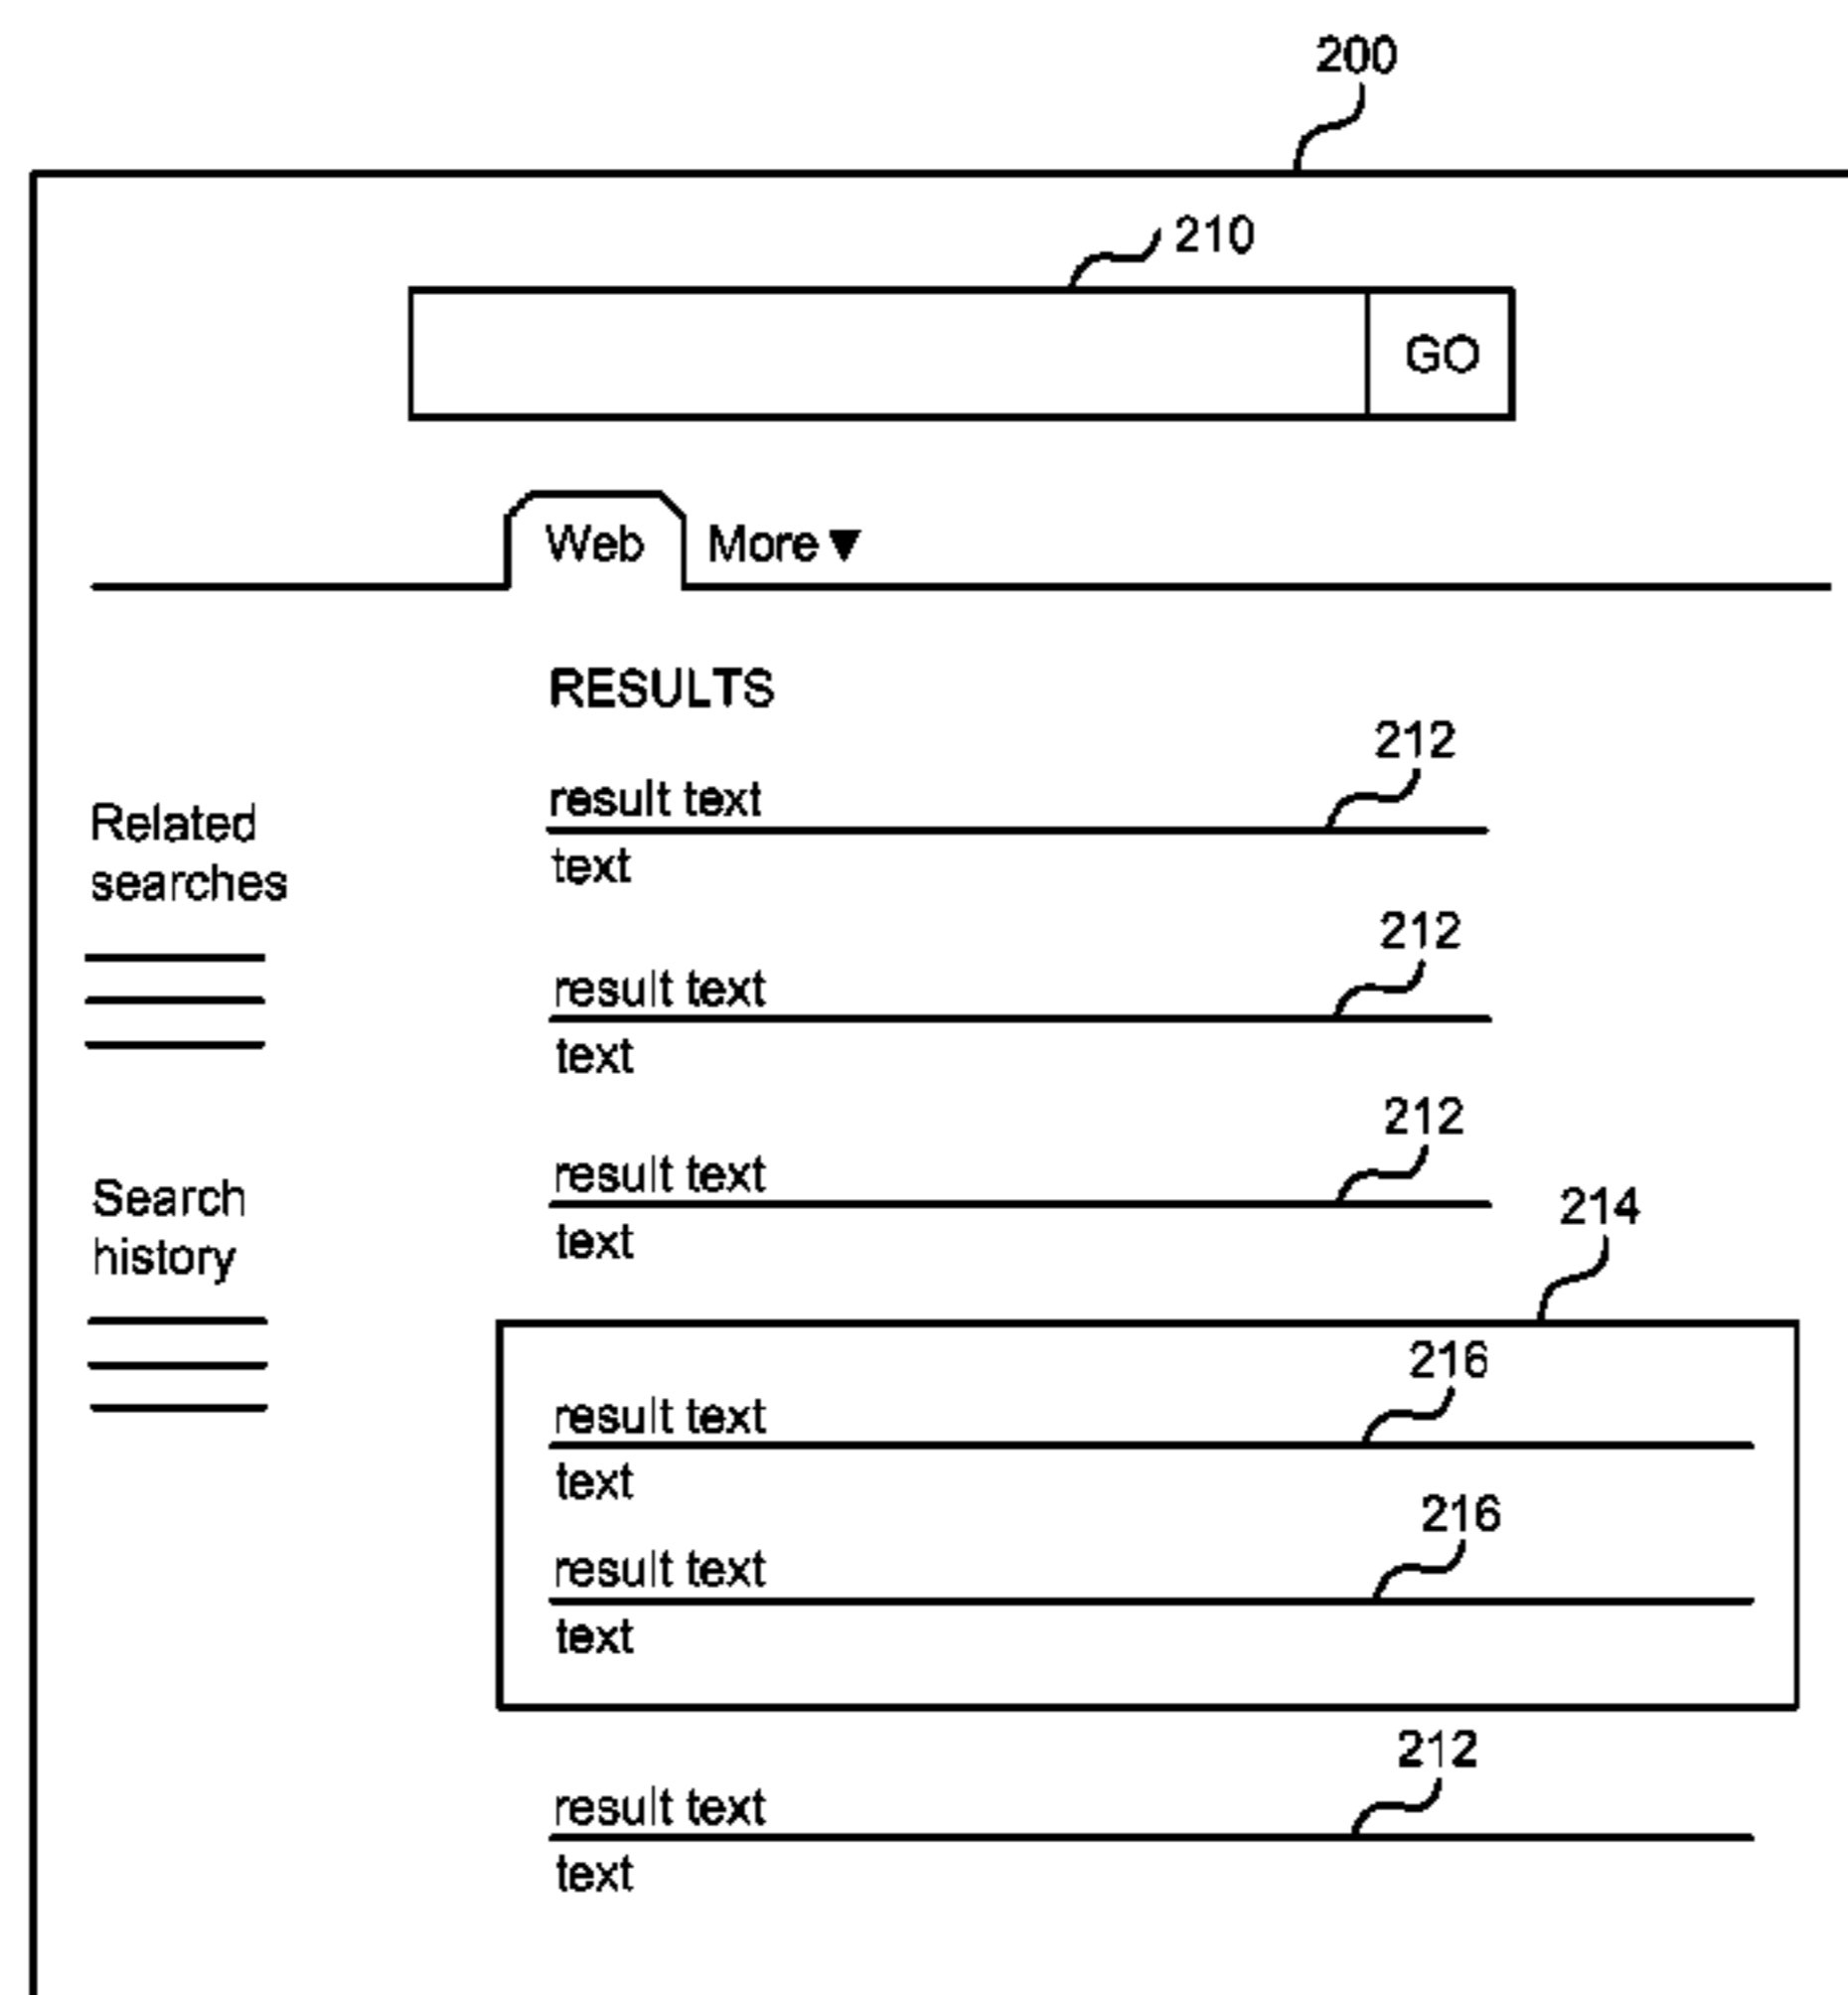 200
210
GO
Web More ▼
RESULTS
212
result text
text
Related
searches
212
result text
text
212
result text
text
Search
history
214
216
result text
text
216
result text
text
212
result text
text